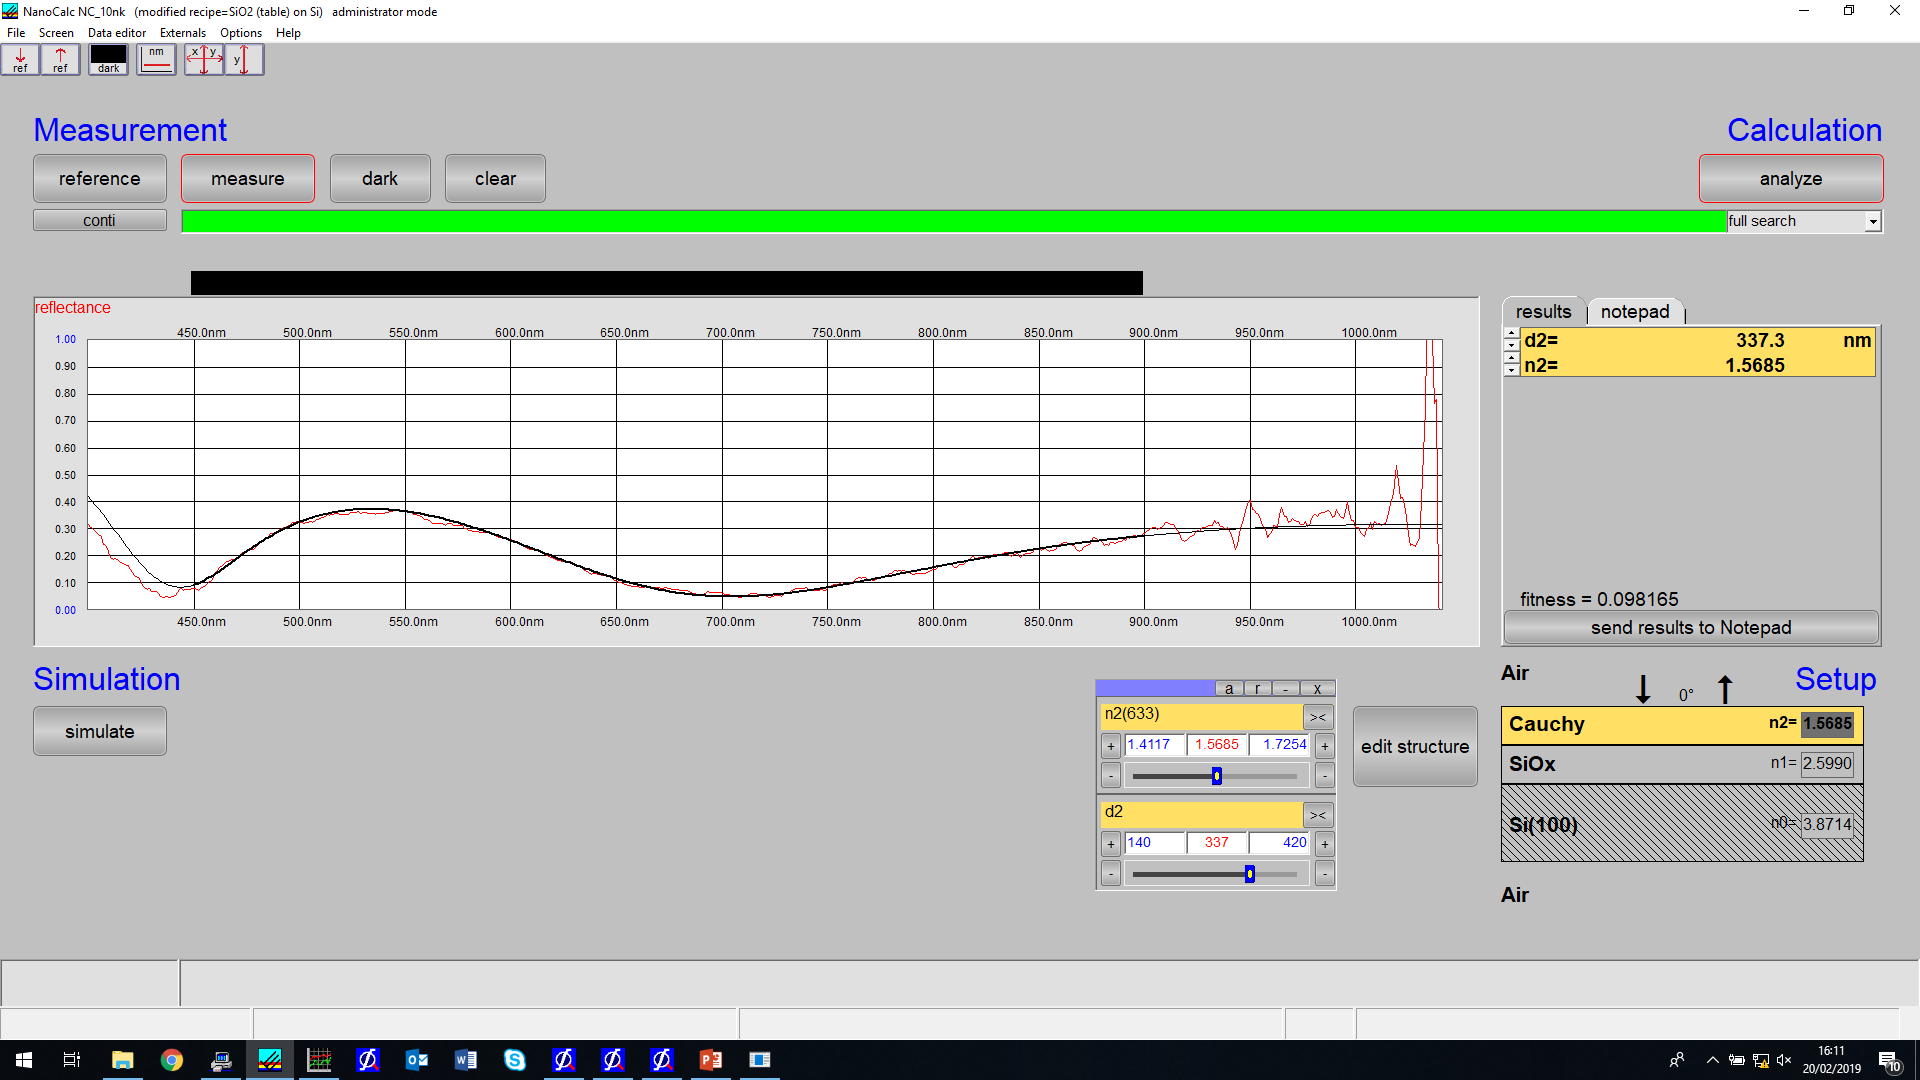 NanoCalc NC_10nk (modified recipe=SiO2 (table) on Si) administrator mode
File Screen Data editor Externals Options Help
ref ref dark nm x y y
Measurement
Calculation
reference measure dark clear
analyze
conti
full search
reflectance
450.0nm 500.0nm 550.0nm 600.0nm 650.0nm 700.0nm 750.0nm 800.0nm 850.0nm 900.0nm 950.0nm 1000.0nm
1.00
0.90
0.80
0.70
0.60
0.50
0.40
0.30
0.20
0.10
0.00
450.0nm 500.0nm 550.0nm 600.0nm 650.0nm 700.0nm 750.0nm 800.0nm 850.0nm 900.0nm 950.0nm 1000.0nm
results notepad
d2= 337.3 nm
n2= 1.5685
fitness = 0.098165
send results to Notepad
Simulation
simulate
a r - x
n2(633) ><
+ 1.4117 1.5685 1.7254 +
- -
d2 ><
+ 140 337 420 +
- -
edit structure
Air
0°
Setup
Cauchy n2= 1.5685
SiOx n1= 2.5990
Si(100) n0= 3.8714
Air
16:11
20/02/2019
10